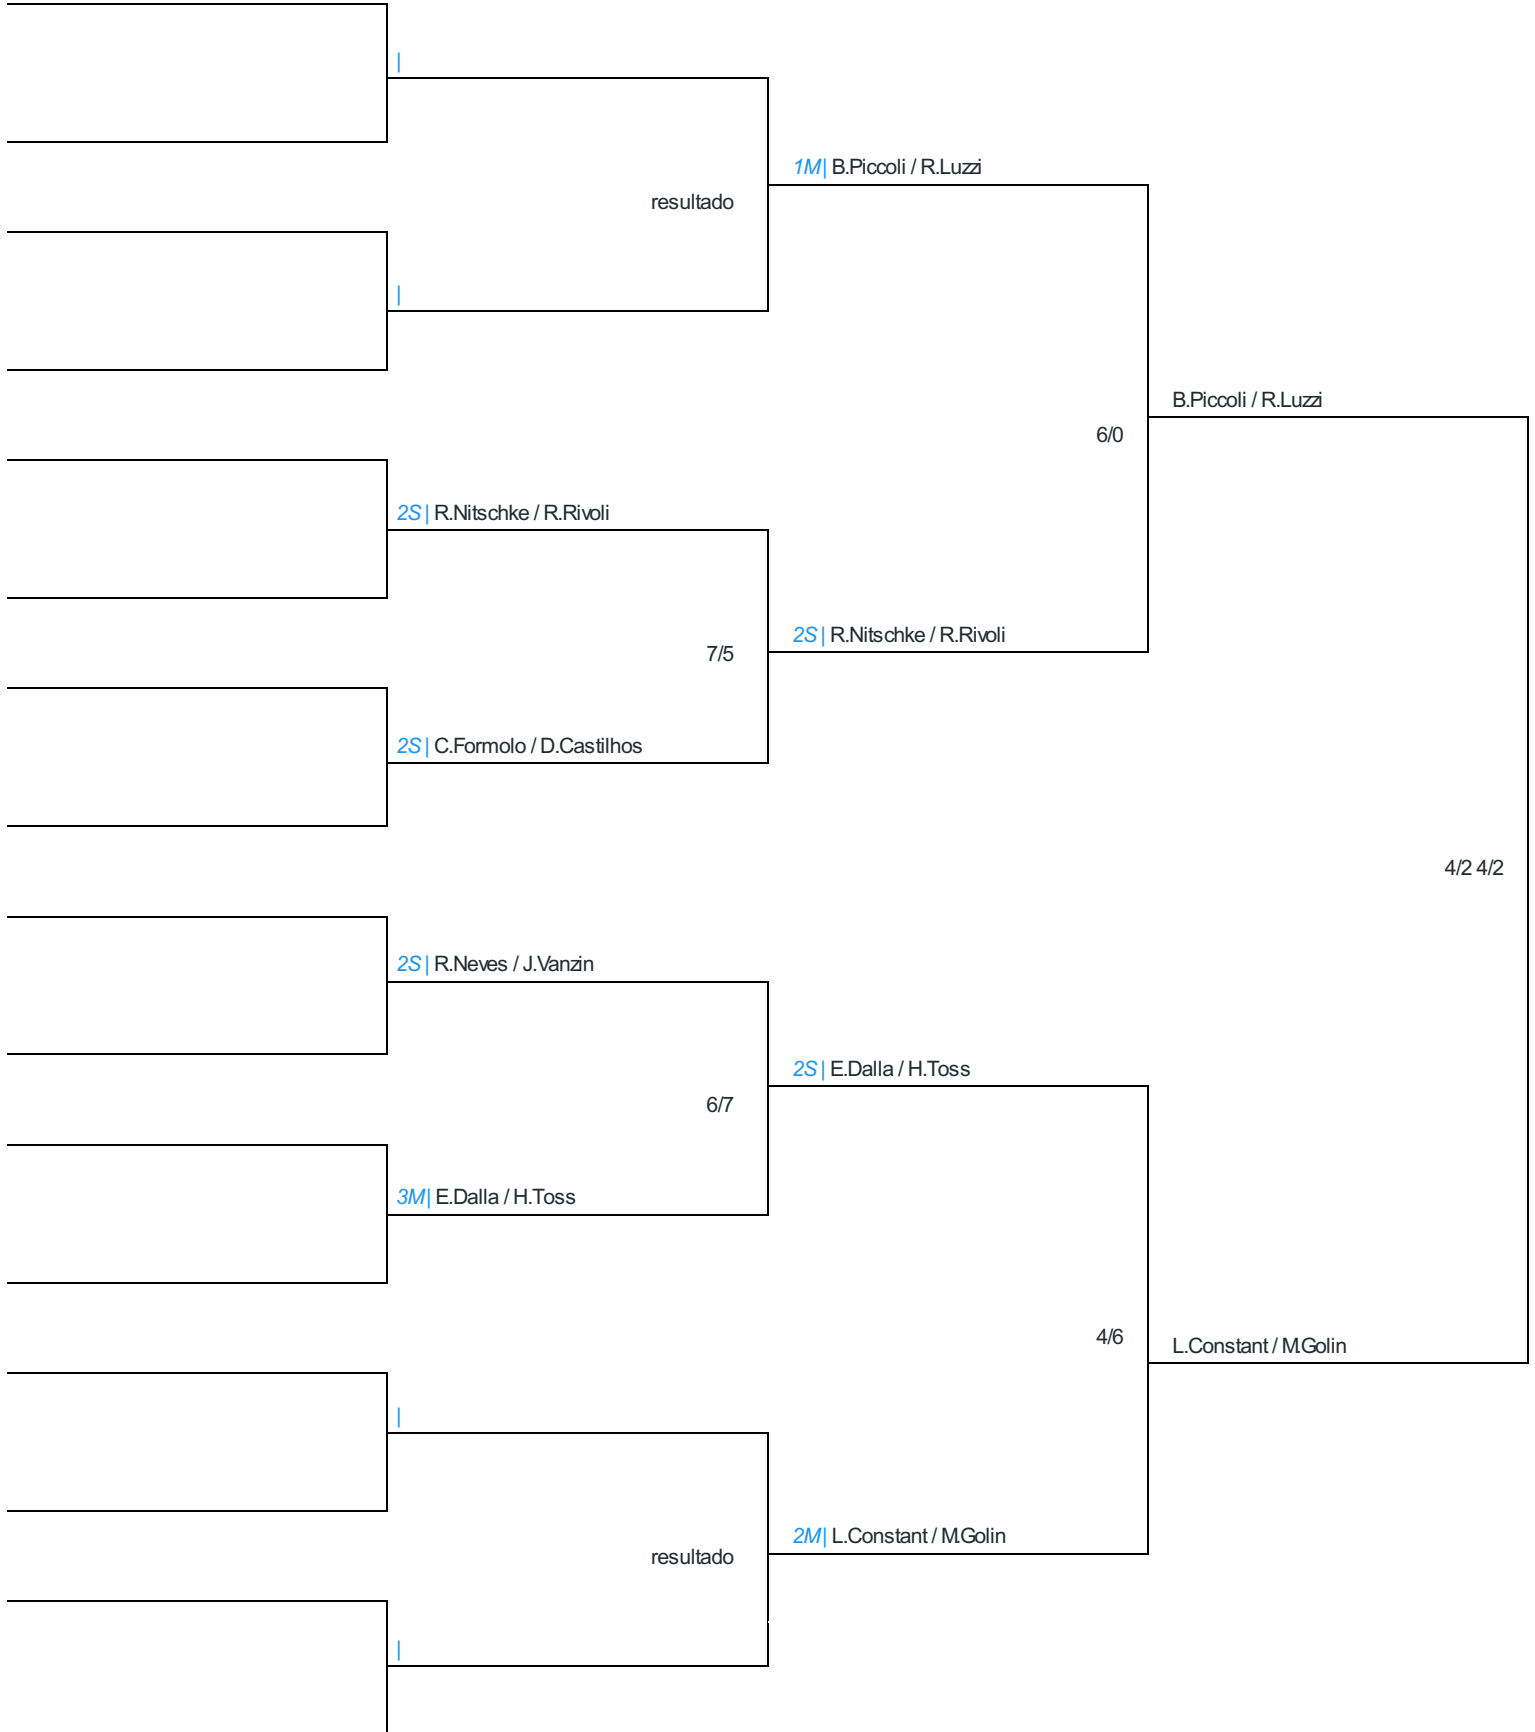 |
1M| B.Piccoli / R.Luzzi
resultado
|
B.Piccoli / R.Luzzi
6/0
2S| R.Nitschke / R.Rivoli
2S| R.Nitschke / R.Rivoli
7/5
2S| C.Formolo / D.Castilhos
4/2 4/2
2S| R.Neves / J.Vanzin
2S| E.Dalla / H.Toss
6/7
3M| E.Dalla / H.Toss
4/6
L.Constant / M.Golin
|
2M| L.Constant / M.Golin
resultado
|